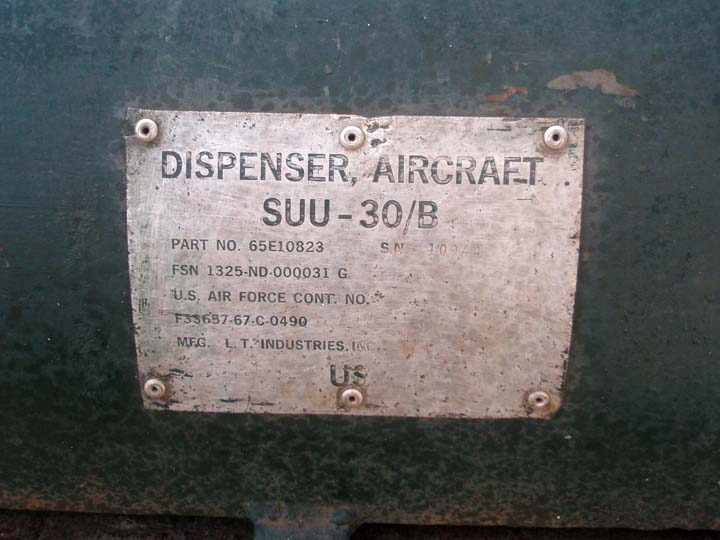 DISPENSER, AIRCRAFT
SUU-30/B
PART NO. 65E10823 S.N.
FSN 1325-ND-000031 G
U.S. AIR FORCE CONT. NO.
F33657-67-C-0490
MFG. L.T. INDUSTRIES, INC.
US